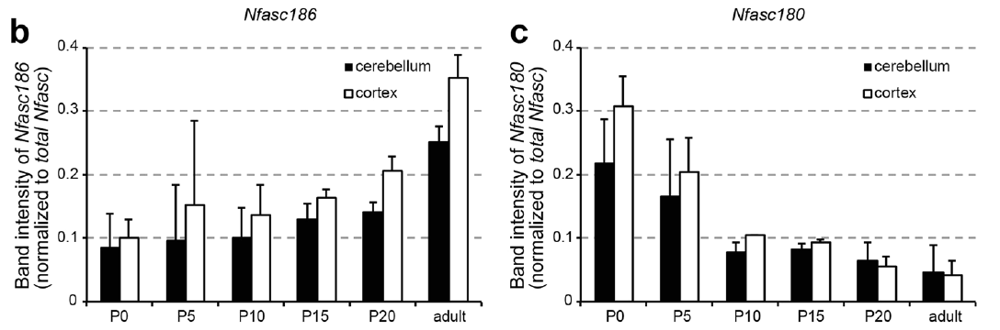 b
Nfasc186
Band intensity of Nfasc186
(normalized to total Nfasc)
0.4
0.3
0.2
0.1
0
cerebellum
cortex
P0 P5 P10 P15 P20 adult
c
Nfasc180
Band intensity of Nfasc180
(normalized to total Nfasc)
0.4
0.3
0.2
0.1
0
cerebellum
cortex
P0 P5 P10 P15 P20 adult